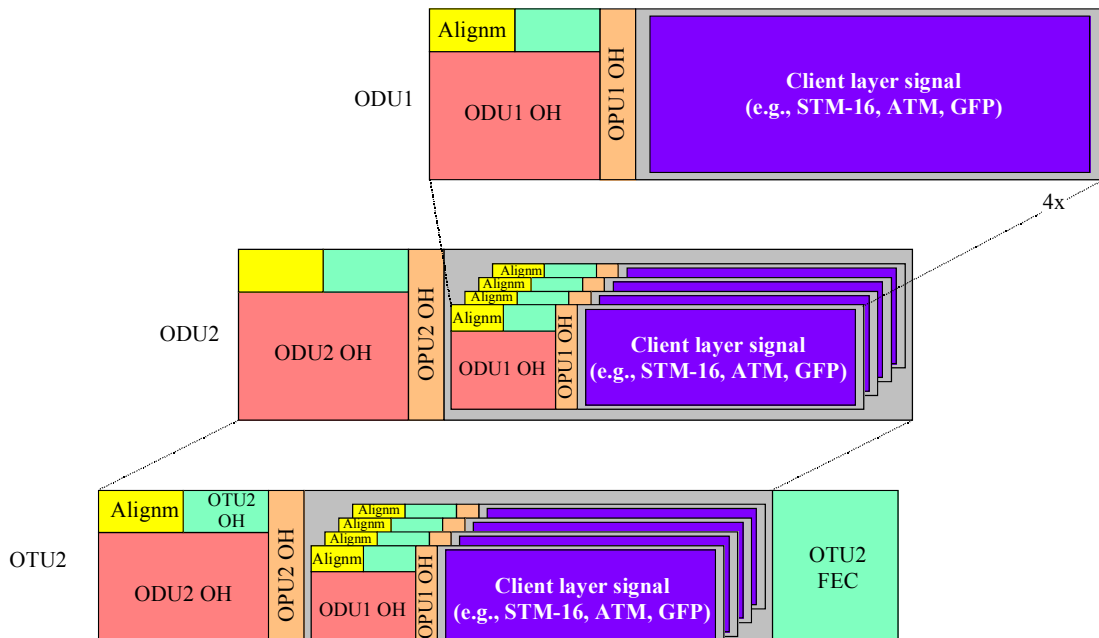 Alignm
ODU1
ODU1 OH
OPU1 OH
Client layer signal
(e.g., STM-16, ATM, GFP)
4x
ODU2
ODU2 OH
OPU2 OH
Alignm
Alignm
Alignm
Alignm
ODU1 OH
OPU1 OH
Client layer signal
(e.g., STM-16, ATM, GFP)
OTU2
Alignm
OTU2
OH
ODU2 OH
OPU2 OH
Alignm
Alignm
Alignm
Alignm
ODU1 OH
OPU1 OH
Client layer signal
(e.g., STM-16, ATM, GFP)
OTU2
FEC